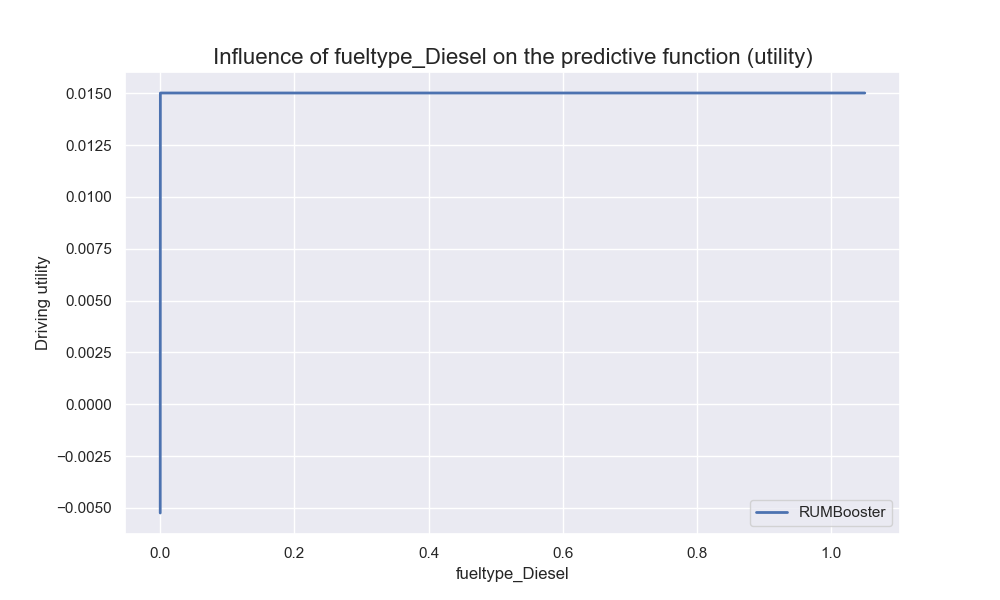 Influence of fueltype_Diesel on the predictive function (utility)
0.0150
0.0125
0.0100
0.0075
0.0050
0.0025
0.0000
−0.0025
−0.0050
Driving utility
RUMBooster
0.0 0.2 0.4 0.6 0.8 1.0
fueltype_Diesel